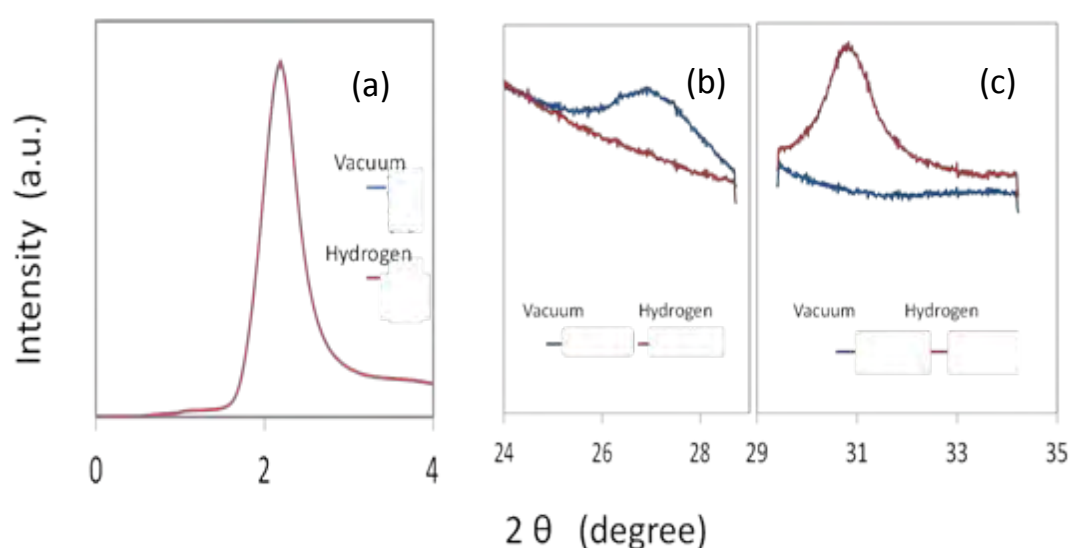 (a)
(b)
(c)
Intensity (a.u.)
Vacuum
Hydrogen
Vacuum Hydrogen
Vacuum Hydrogen
0 2 4
24 26 28
29 31 33 35
2 θ (degree)